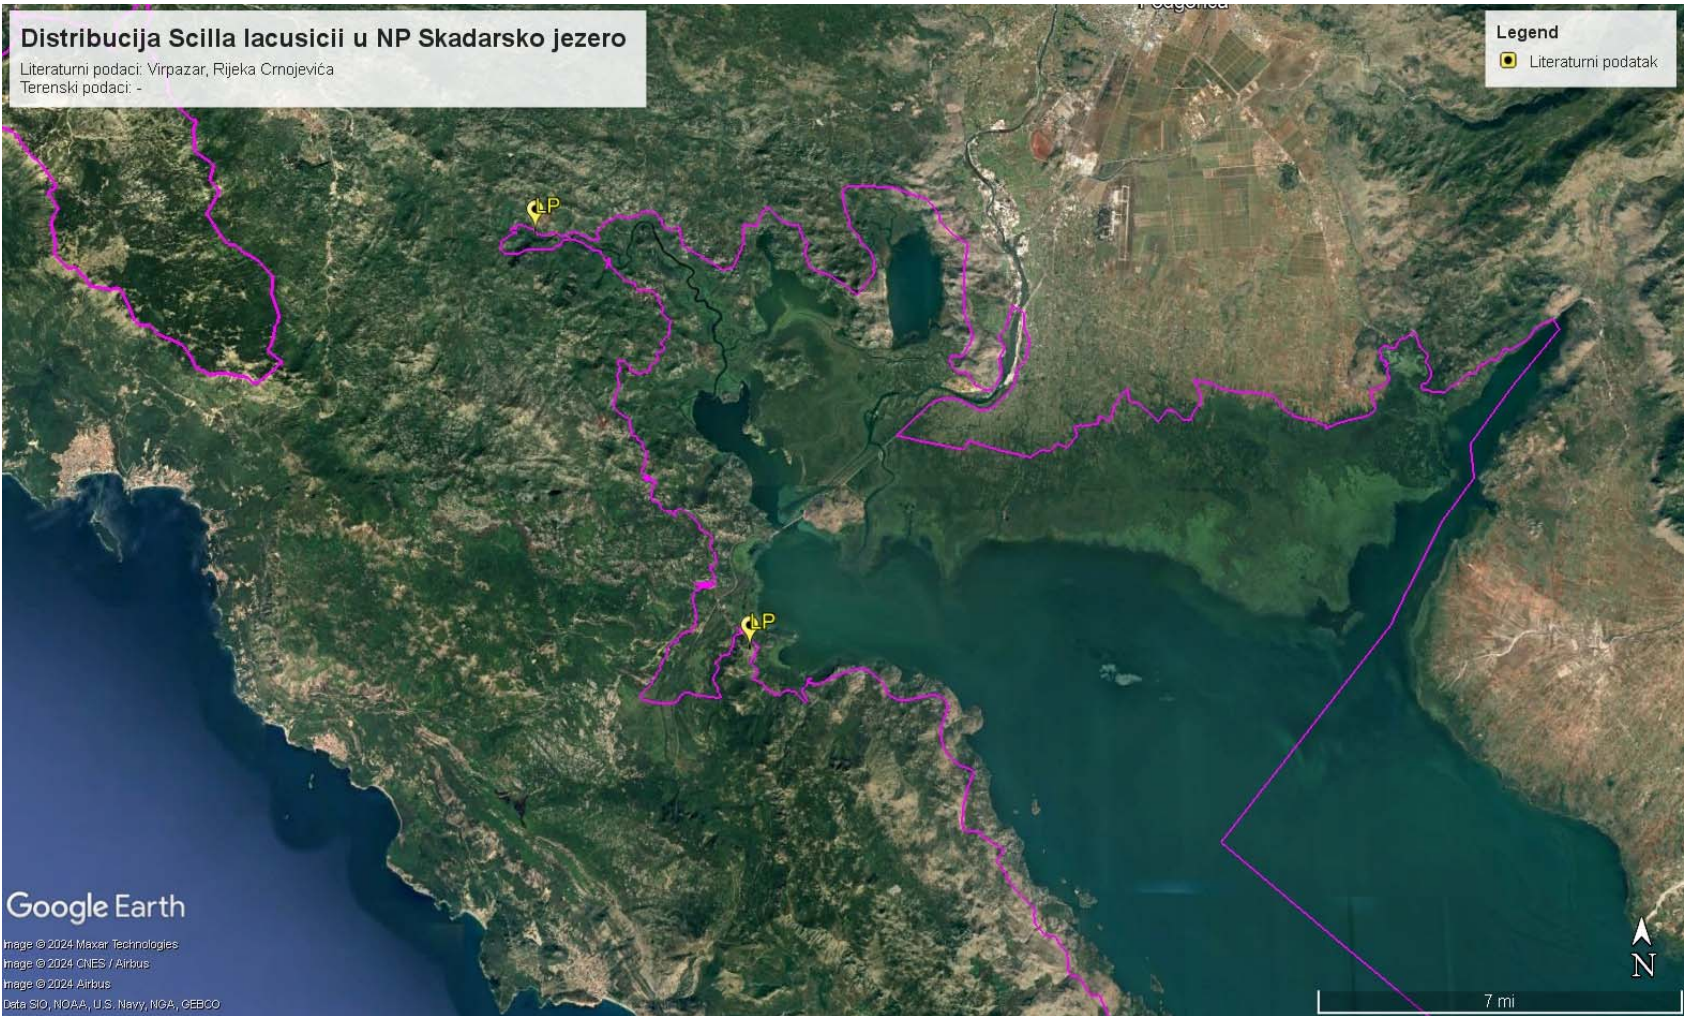 Podgorica
Distribucija Scilla lacusicii u NP Skadarsko jezero
Literaturni podaci: Virpazar, Rijeka Crnojevića
Terenski podaci: -
Legend
Literaturni podatak
LP
LP
Google Earth
Image © 2024 Maxar Technologies
Image © 2024 CNES / Airbus
Image © 2024 Airbus
Data SIO, NOAA, U.S. Navy, NGA, GEBCO
N
7 mi